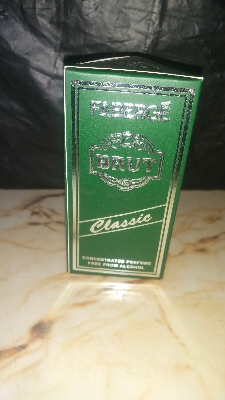 FABERGÉ
BRUT
Classic
CONCENTRATED PERFUME
FREE FROM ALCOHOL